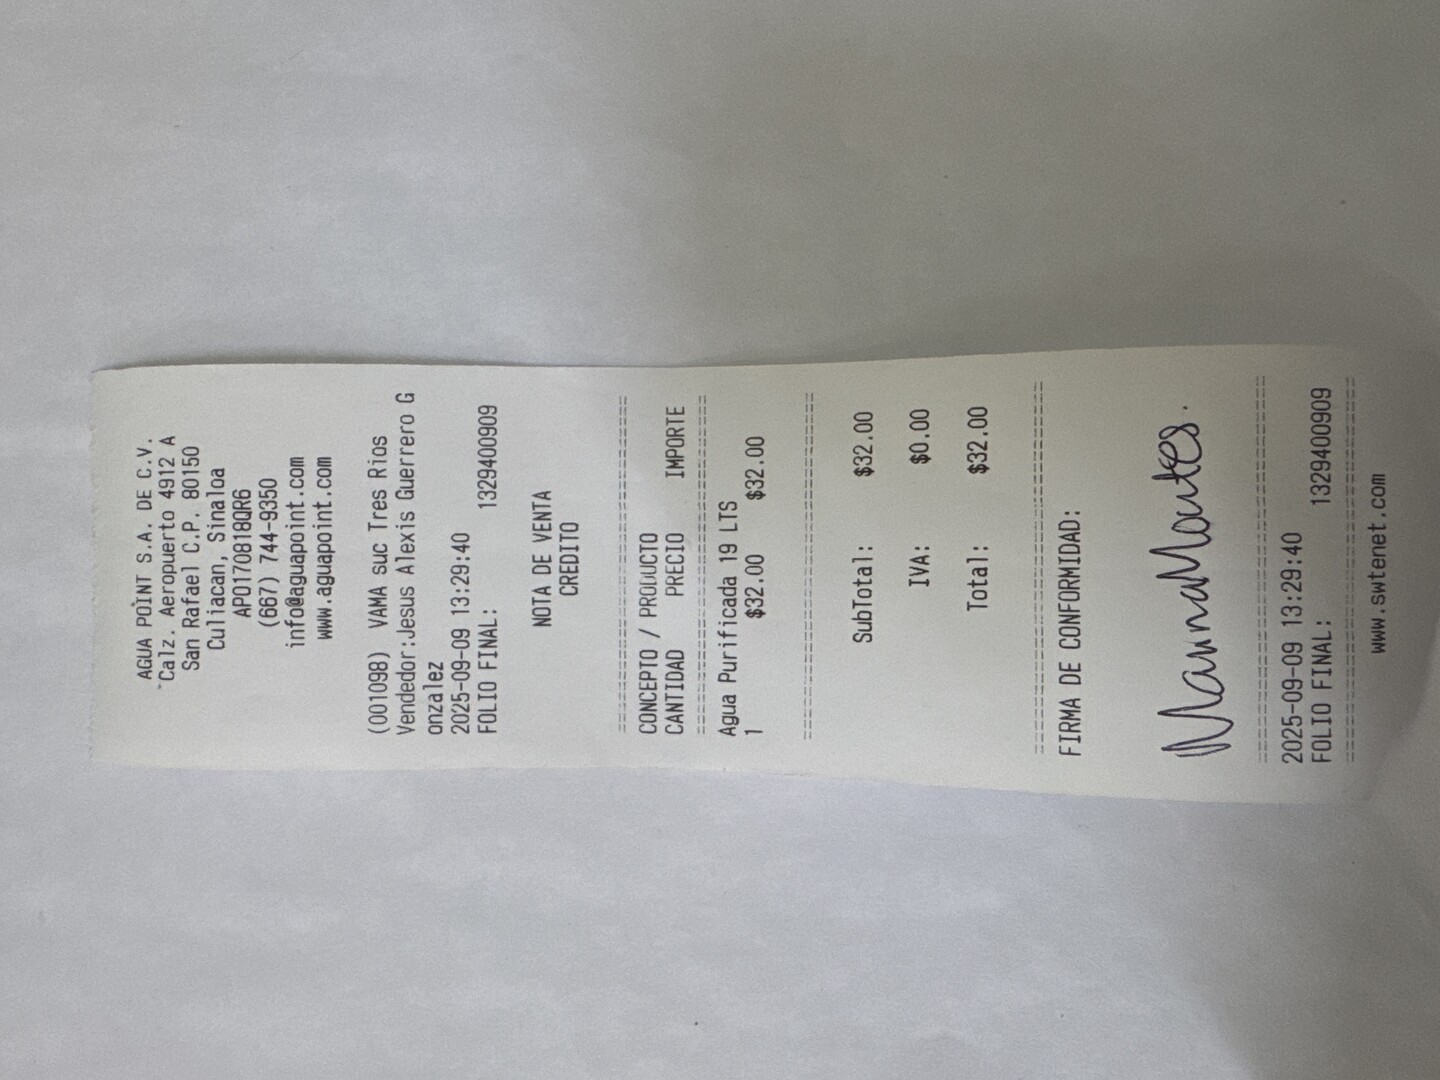 AGUA POINT S.A. DE C.V.
Calz. Aeropuerto 4912 A
San Rafael C.P. 80150
Culiacan, Sinaloa
APO170818QR6
(667) 744-9350
info@aguapoint.com
www.aguapoint.com
(001098) VAMA suc Tres Rios
Vendedor:Jesus Alexis Guerrero G
onzalez
2025-09-09 13:29:40
FOLIO FINAL: 1329400909
NOTA DE VENTA
CREDITO
================================
CONCEPTO / PRODUCTO
CANTIDAD PRECIO IMPORTE
================================
Agua Purificada 19 LTS
1 $32.00 $32.00
================================
SubTotal: $32.00
IVA: $0.00
Total: $32.00
================================
FIRMA DE CONFORMIDAD:
Montes.
================================
2025-09-09 13:29:40
FOLIO FINAL: 1329400909
================================
www.swtenet.com